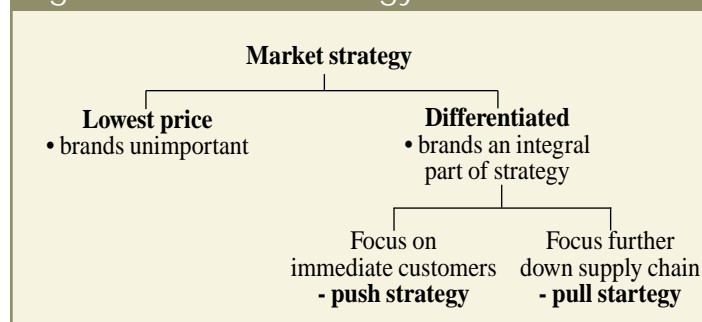 Market strategy
Lowest price
• brands unimportant
Differentiated
• brands an integral
part of strategy
Focus on
immediate customers
- push strategy
Focus further
down supply chain
- pull startegy